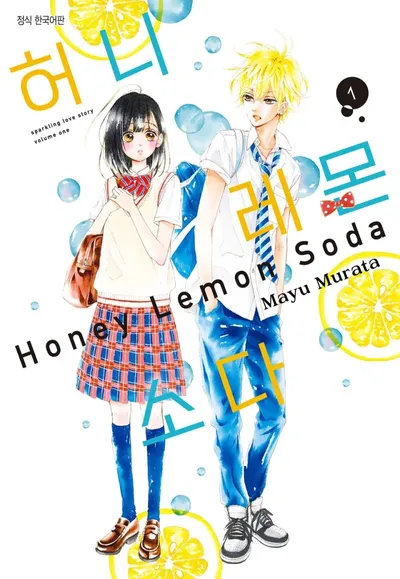 정식 한국어판
허니
레몬
소다
sparkling love story
volume one
1
Honey Lemon Soda
Mayu Murata